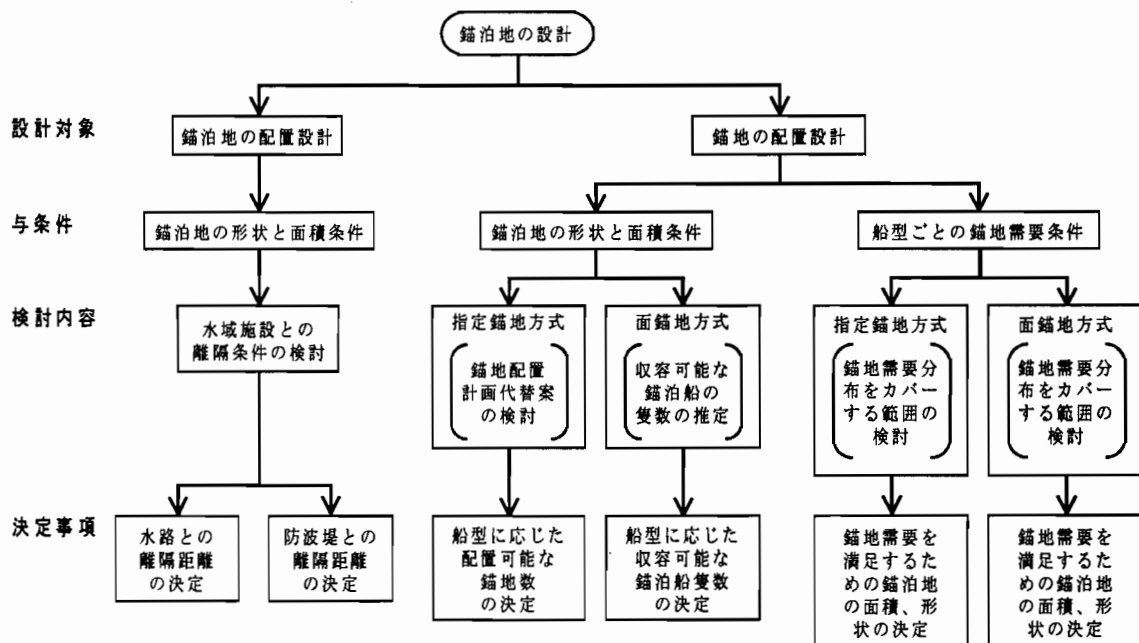 錨泊地の設計
設計対象
錨泊地の配置設計
錨地の配置設計
与条件
錨泊地の形状と面積条件
錨泊地の形状と面積条件
船型ごとの錨地需要条件
検討内容
水域施設との
離隔条件の検討
指定錨地方式
錨地配置
計画代替案
の検討
面錨地方式
収容可能な
錨泊船の
隻数の推定
指定錨地方式
錨地需要分
布をカバー
する範囲の
検討
面錨地方式
錨地需要分
布をカバー
する範囲の
検討
決定事項
水路との
離隔距離
の決定
防波堤との
離隔距離
の決定
船型に応じた
配置可能な
錨地数
の決定
船型に応じた
収容可能な
錨泊船隻数
の決定
錨地需要を
満足するた
めの錨泊地
の面積、形
状の決定
錨地需要を
満足するた
めの錨泊地
の面積、形
状の決定